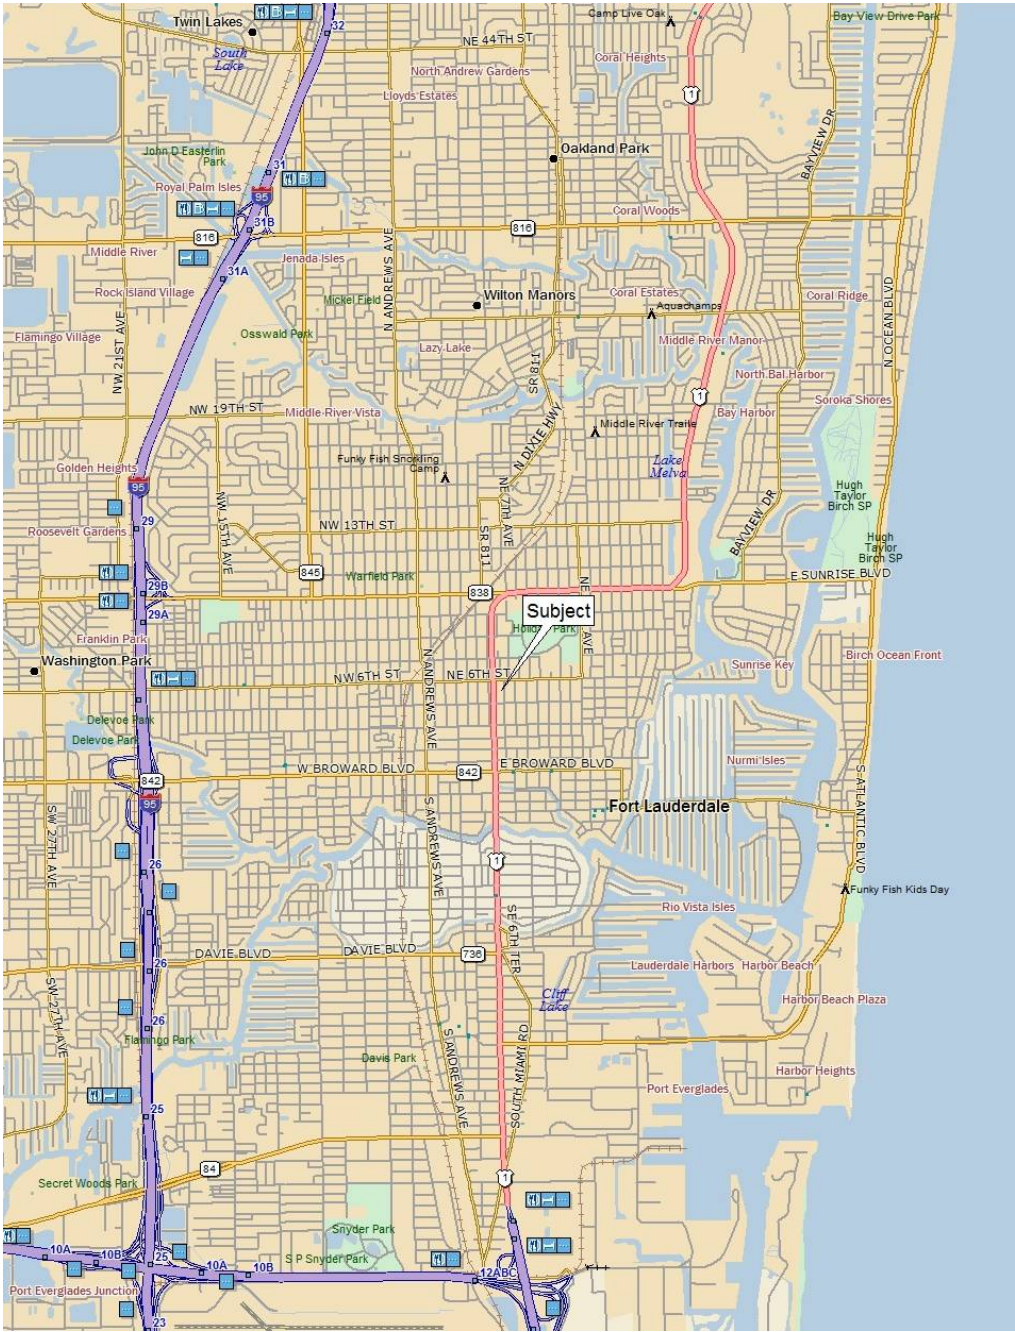 Twin Lakes
32
Camp Live Oak
Bay View Drive Park
NE 44TH ST
South
Lake
Coral Heights
North Andrew Gardens
Lloyds Estates
1
BAYVIEW DR
John D Easterlin
Park
Oakland Park
31
Royal Palm Isles
95
Coral Woods
31B
816
816
Middle River
Jenada Isles
N ANDREWS AVE
31A
Rock Island Village
Mickel Field
Wilton Manors
Coral Estates
Coral Ridge
Aquachamps
N OCEAN BLVD
Flamingo Village
NW 21ST AVE
Osswald Park
Lazy Lake
Middle River Manor
SR 811
North Bal Harbor
1
NW 19TH ST
Middle River Vista
Bay Harbor
Soroka Shores
N DIXIE HWY
Middle River Traile
Golden Heights
Funky Fish Snorkling
Camp
Lake
Melva
95
Hugh
Taylor
Birch SP
NW 15TH AVE
NE 7TH AVE
BAYVIEW DR
29
Roosevelt Gardens
NW 13TH ST
SR 811
Hugh
Taylor
Birch SP
845
Warfield Park
E SUNRISE BLVD
29B
838
29A
Subject
Franklin Park
Washington Park
N ANDREWS AVE
NW 6TH ST
NE 6TH ST
Sunrise Key
Birch Ocean Front
Delevoe Park
Delevoe Park
Nurmi Isles
W BROWARD BLVD
842
E BROWARD BLVD
842
95
SW 27TH AVE
S ANDREWS AVE
Fort Lauderdale
S ATLANTIC BLVD
26
1
Funky Fish Kids Day
Rio Vista Isles
SE 6TH TER
DAVIE BLVD
DAVIE BLVD
736
26
Lauderdale Harbors
Harbor Beach
SW 27TH AVE
Cliff
Lake
Harbor Beach Plaza
26
Flamingo Park
S ANDREWS AVE
SOUTH MIAMI RD
Davis Park
Harbor Heights
Port Everglades
25
84
1
Secret Woods Park
Snyder Park
S P Snyder Park
10A
10B
25
10A
10B
12ABC
Port Everglades Junction
23